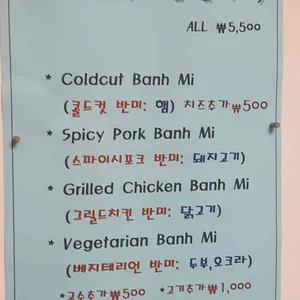 ALL ₩5,500
* Coldcut Banh Mi
(콜드컷 반미: 햄) 치즈추가₩500
* Spicy Pork Banh Mi
(스파이시포크 반미: 돼지고기)
* Grilled Chicken Banh Mi
(그릴드치킨 반미: 닭고기)
* Vegetarian Banh Mi
(베지테리언 반미: 두부,오크라)
*고수추가₩500 *고기추가₩1,000